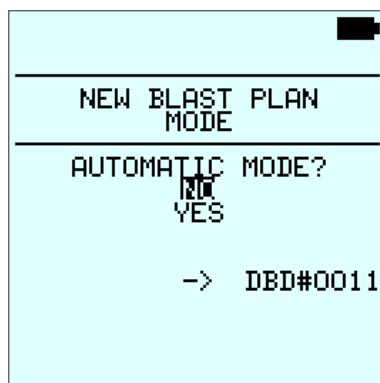 NEW BLAST PLAN
MODE
AUTOMATIC MODE?
NO
YES
-> DBD#0011